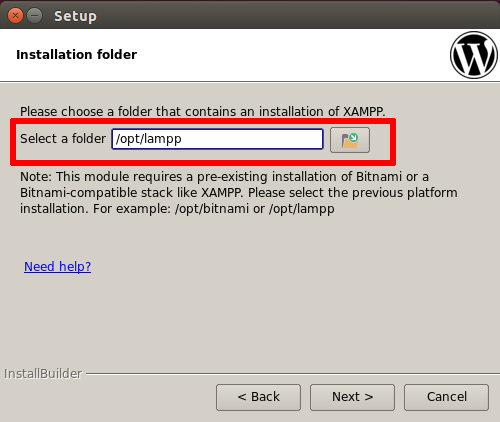 Setup
Installation folder
Please choose a folder that contains an installation of XAMPP.
Select a folder /opt/lampp
Note: This module requires a pre-existing installation of Bitnami or a
Bitnami-compatible stack like XAMPP. Please select the previous platform
installation. For example: /opt/bitnami or /opt/lampp
Need help?
InstallBuilder
< Back Next > Cancel